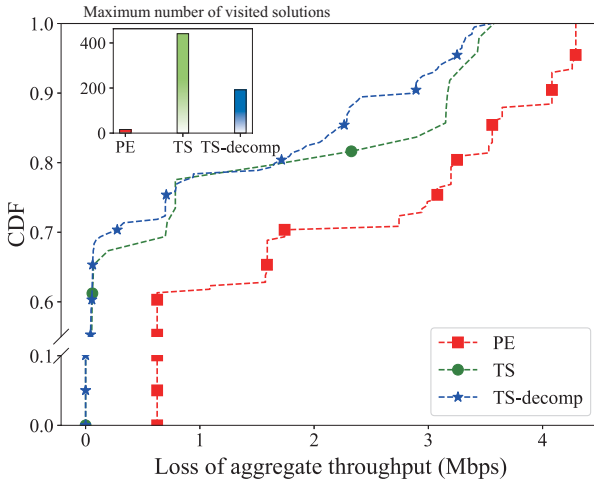 Maximum number of visited solutions
400
200
0
PE
TS
TS-decomp
1.0
0.9
0.8
0.7
0.6
0.1
0.0
CDF
0
1
2
3
4
Loss of aggregate throughput (Mbps)
PE
TS
TS-decomp